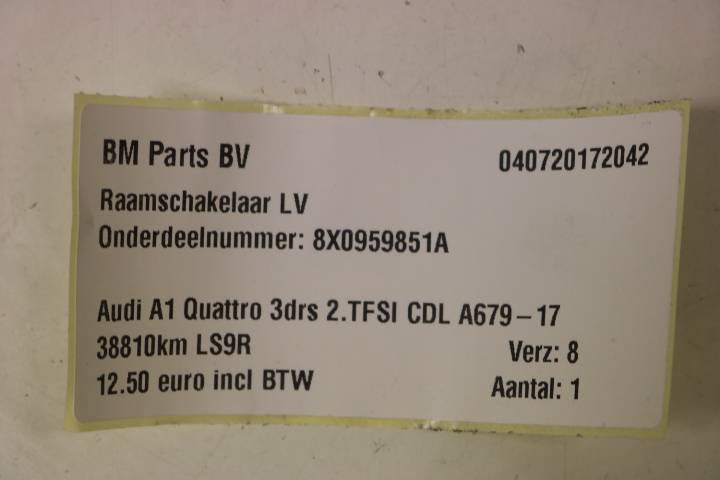 BM Parts BV 040720172042
Raamschakelaar LV
Onderdeelnummer: 8X0959851A
Audi A1 Quattro 3drs 2.TFSI CDL A679-17
38810km LS9R Verz: 8
12.50 euro incl BTW Aantal: 1